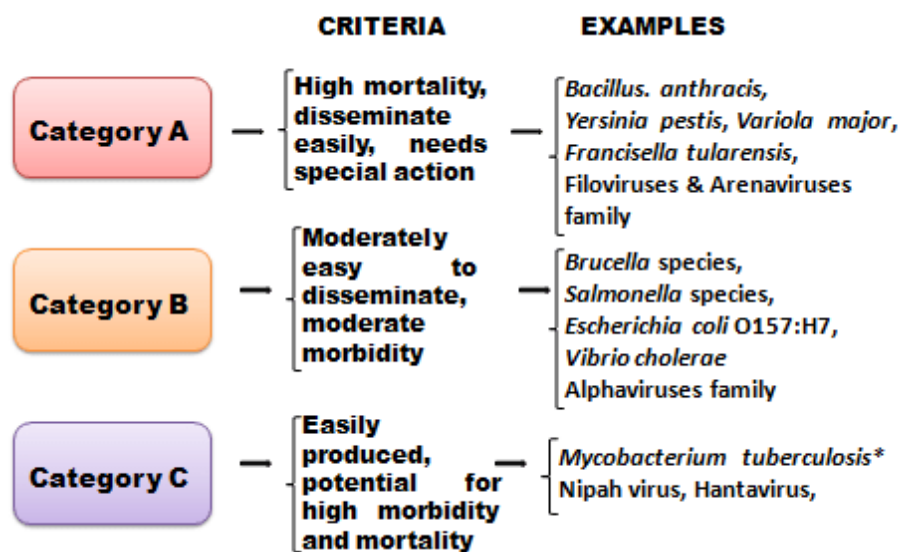 CRITERIA EXAMPLES
Category A
High mortality,
disseminate
easily, needs
special action
Bacillus. anthracis,
Yersinia pestis, Variola major,
Francisella tularensis,
Filoviruses & Arenaviruses
family
Category B
Moderately
easy to
disseminate,
moderate
morbidity
Brucella species,
Salmonella species,
Escherichia coli O157:H7,
Vibrio cholerae
Alphaviruses family
Category C
Easily
produced,
potential for
high morbidity
and mortality
Mycobacterium tuberculosis*
Nipah virus, Hantavirus,